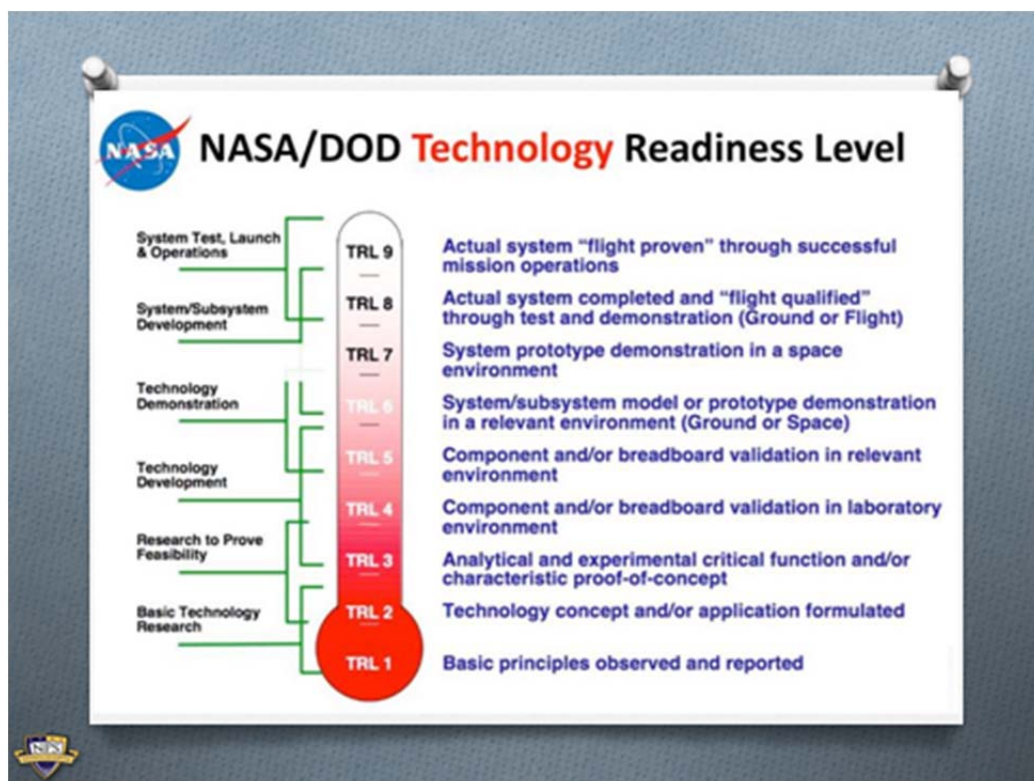 NASA
NASA/DOD Technology Readiness Level
System Test, Launch
& Operations
TRL 9
Actual system “flight proven” through successful
mission operations
System/Subsystem
Development
TRL 8
Actual system completed and “flight qualified”
through test and demonstration (Ground or Flight)
TRL 7
System prototype demonstration in a space
environment
Technology
Demonstration
TRL 6
System/subsystem model or prototype demonstration
in a relevant environment (Ground or Space)
TRL 5
Component and/or breadboard validation in relevant
environment
Technology
Development
TRL 4
Component and/or breadboard validation in laboratory
environment
Research to Prove
Feasibility
TRL 3
Analytical and experimental critical function and/or
characteristic proof-of-concept
Basic Technology
Research
TRL 2
Technology concept and/or application formulated
TRL 1
Basic principles observed and reported
NPS